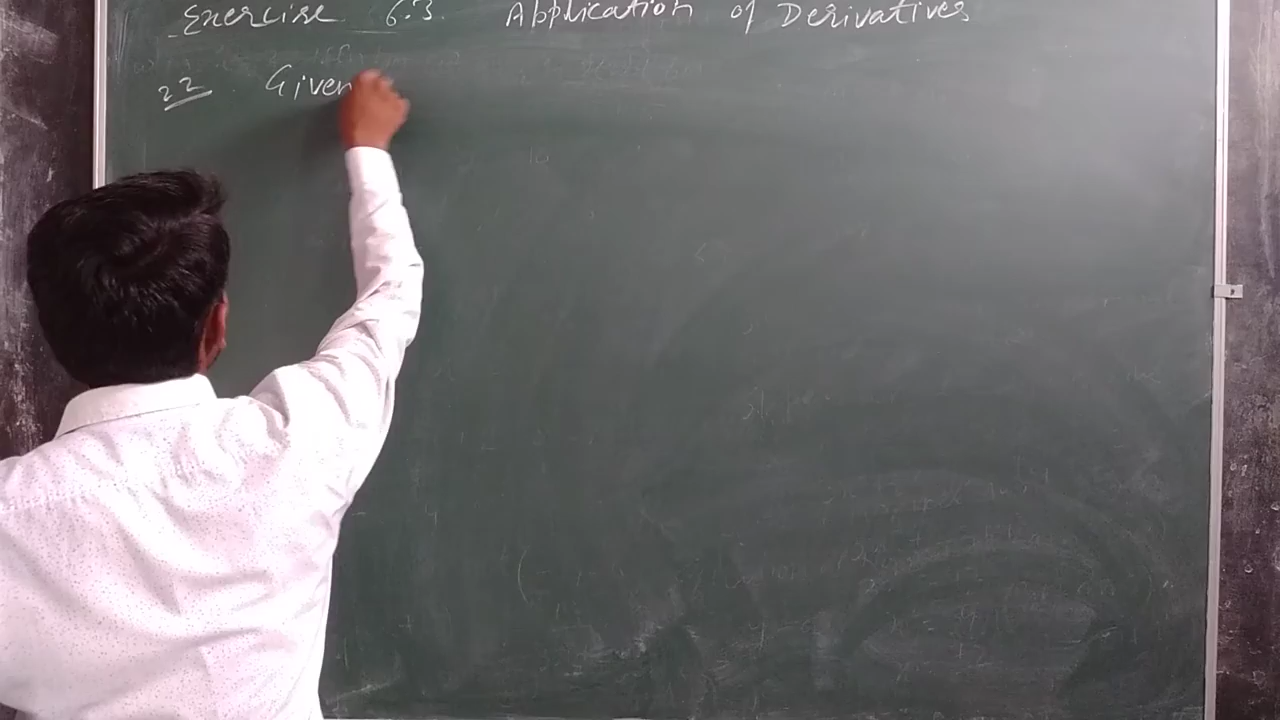 Exercise 6.3. Application of Derivatives
22. Given